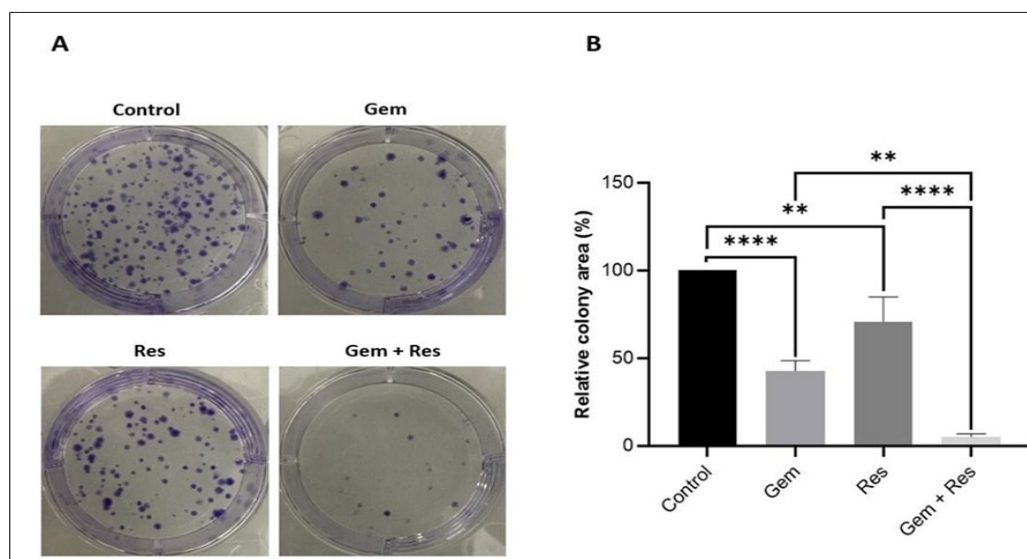 A
B
Control
Gem
Res
Gem + Res
**
****
**
****
150
100
50
0
Relative colony area (%)
Control
Gem
Res
Gem + Res